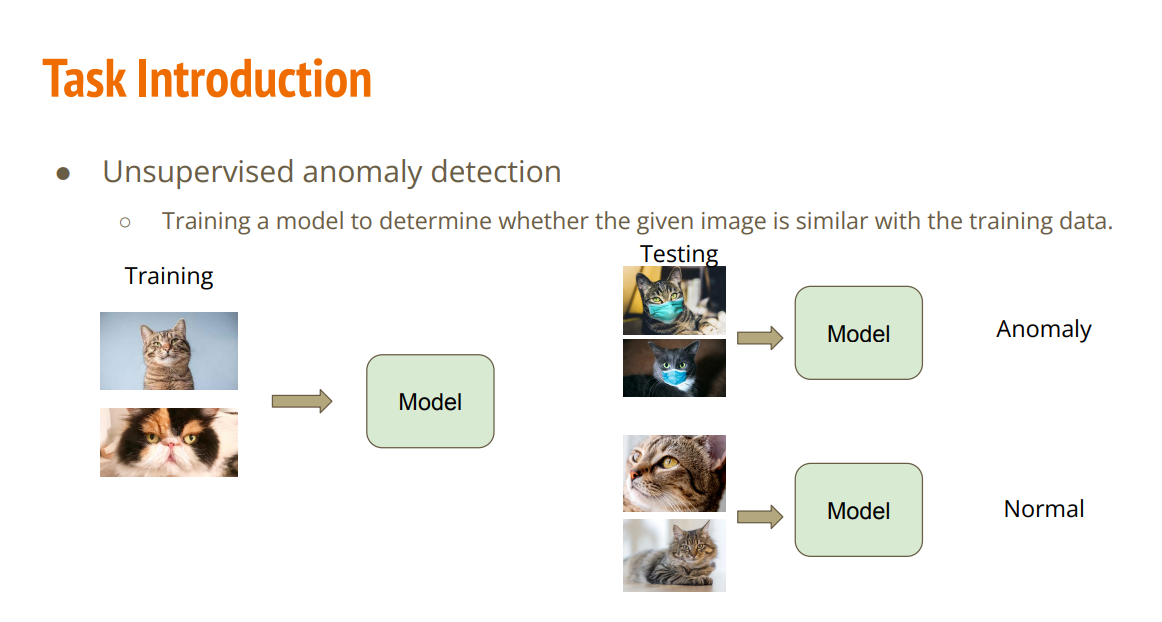 Task Introduction
● Unsupervised anomaly detection
○ Training a model to determine whether the given image is similar with the training data.
Training
Model
Testing
Model
Anomaly
Model
Normal